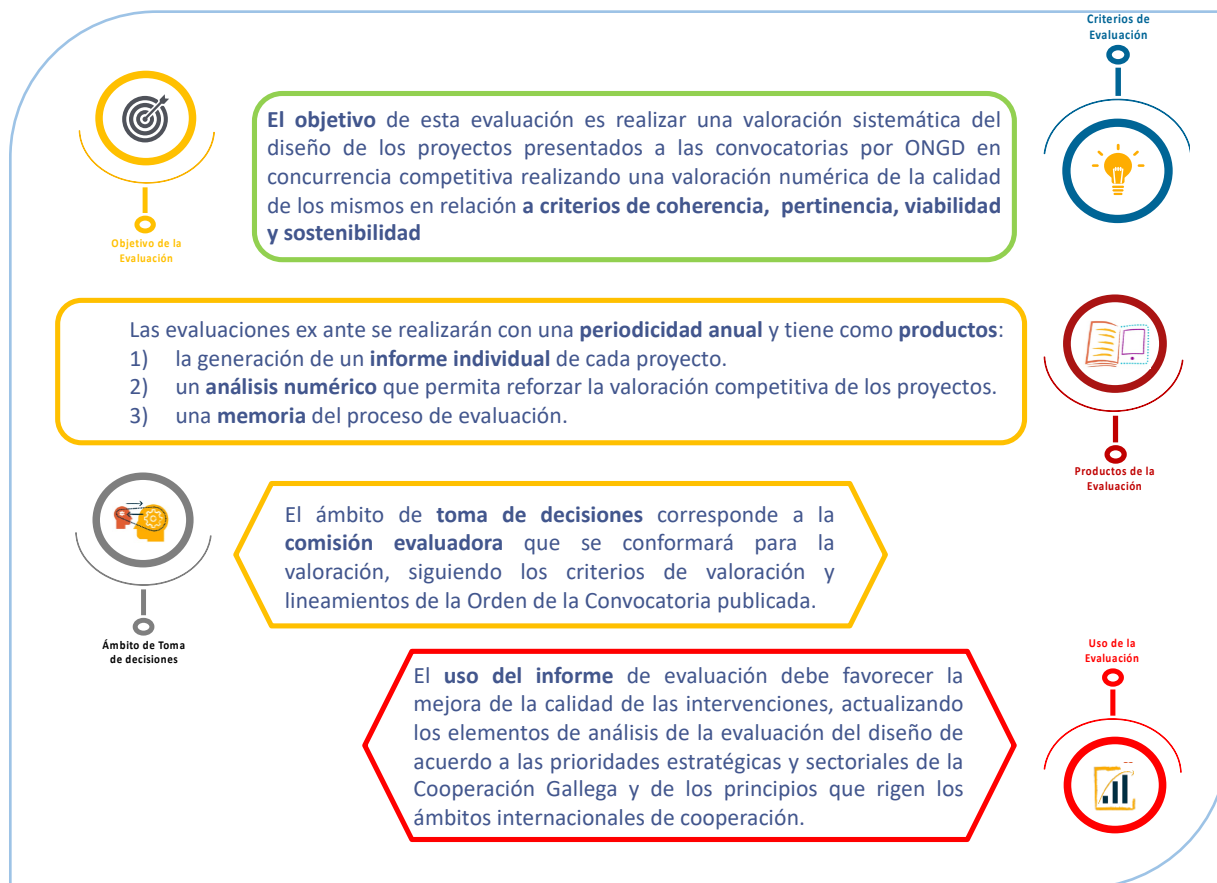 Criterios de
Evaluación
El objetivo de esta evaluación es realizar una valoración sistemática del
diseño de los proyectos presentados a las convocatorias por ONGD en
concurrencia competitiva realizando una valoración numérica de la calidad
de los mismos en relación a criterios de coherencia, pertinencia, viabilidad
y sostenibilidad
Objetivo de la
Evaluación
Las evaluaciones ex ante se realizarán con una periodicidad anual y tiene como productos:
1) la generación de un informe individual de cada proyecto.
2) un análisis numérico que permita reforzar la valoración competitiva de los proyectos.
3) una memoria del proceso de evaluación.
Productos de la
Evaluación
El ámbito de toma de decisiones corresponde a la
comisión evaluadora que se conformará para la
valoración, siguiendo los criterios de valoración y
lineamientos de la Orden de la Convocatoria publicada.
Ámbito de Toma
de decisiones
Uso de la
Evaluación
El uso del informe de evaluación debe favorecer la
mejora de la calidad de las intervenciones, actualizando
los elementos de análisis de la evaluación del diseño de
acuerdo a las prioridades estratégicas y sectoriales de la
Cooperación Gallega y de los principios que rigen los
ámbitos internacionales de cooperación.